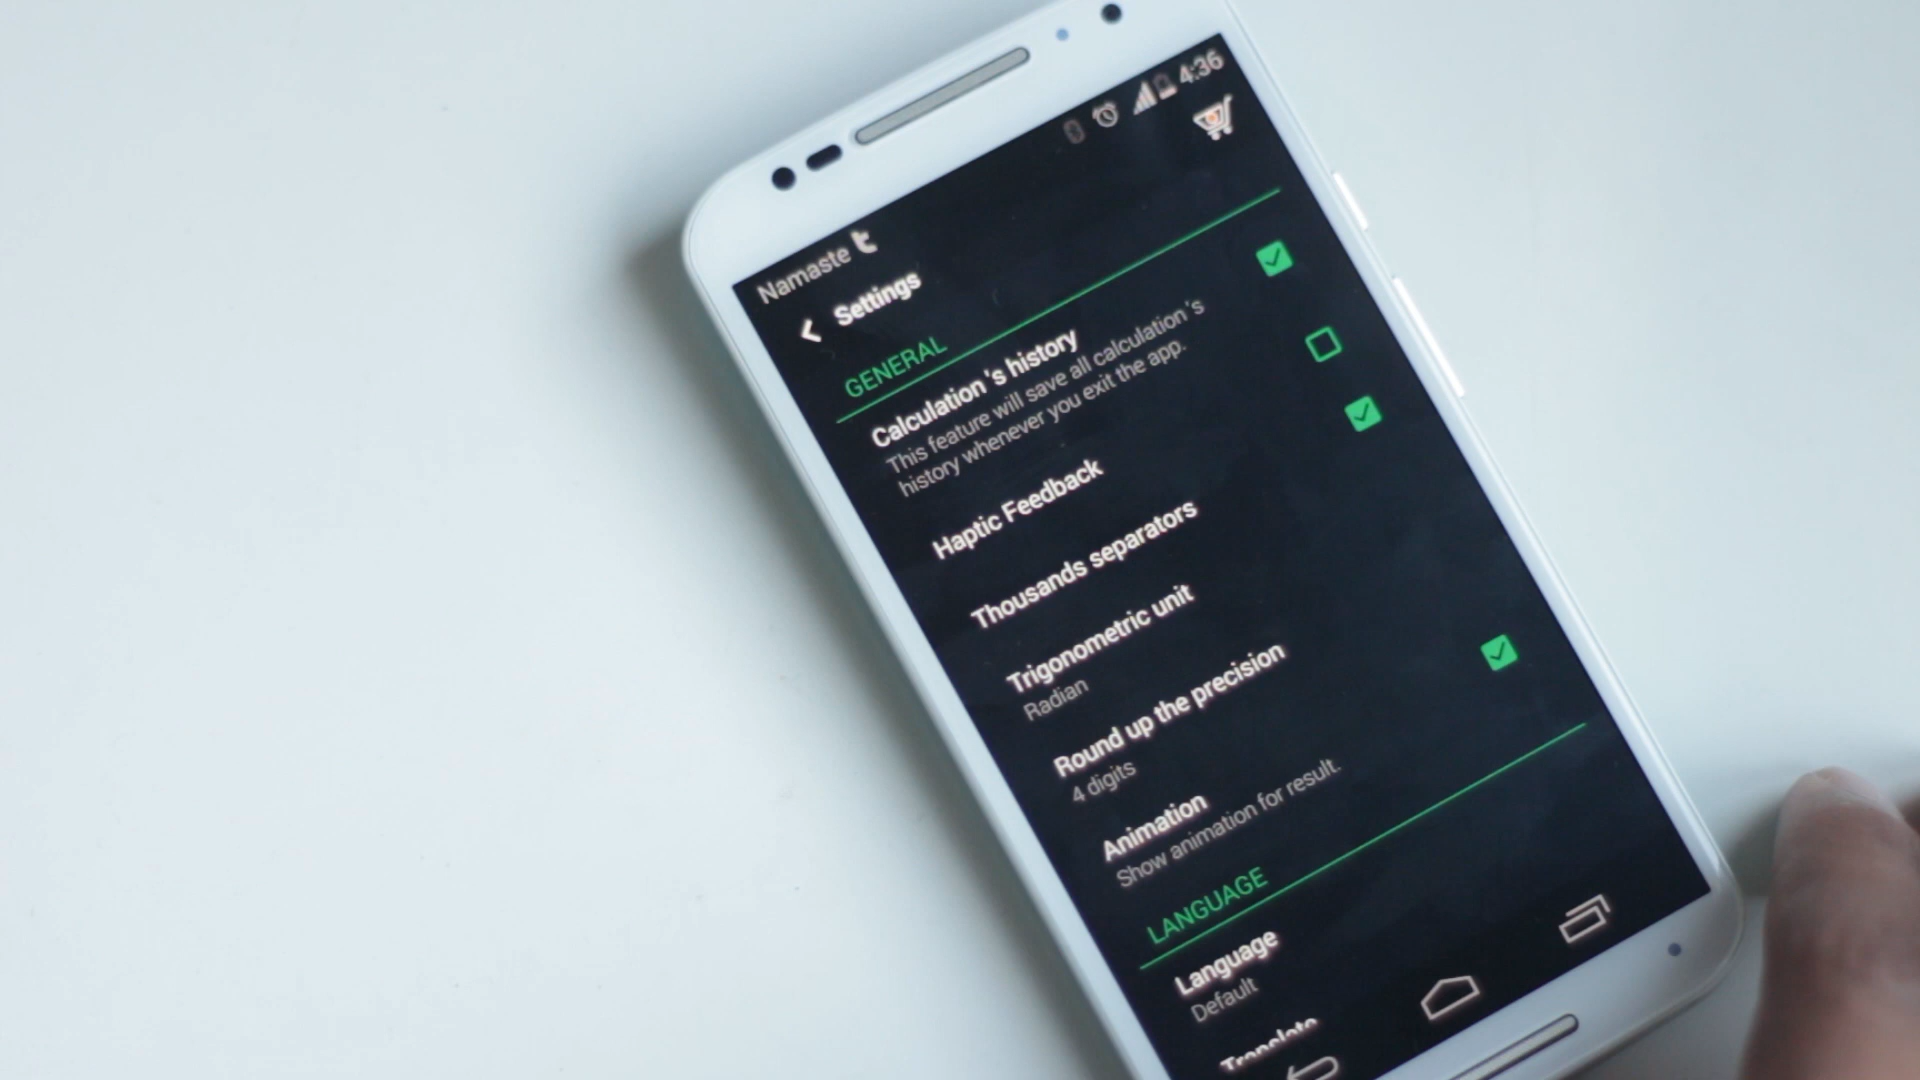 Namaste t
4:36
Settings
GENERAL
Calculation 's history
This feature will save all calculation 's
history whenever you exit the app.
Haptic Feedback
Thousands separators
Trigonometric unit
Radian
Round up the precision
4 digits
Animation
Show animation for result.
LANGUAGE
Language
Default
Translate